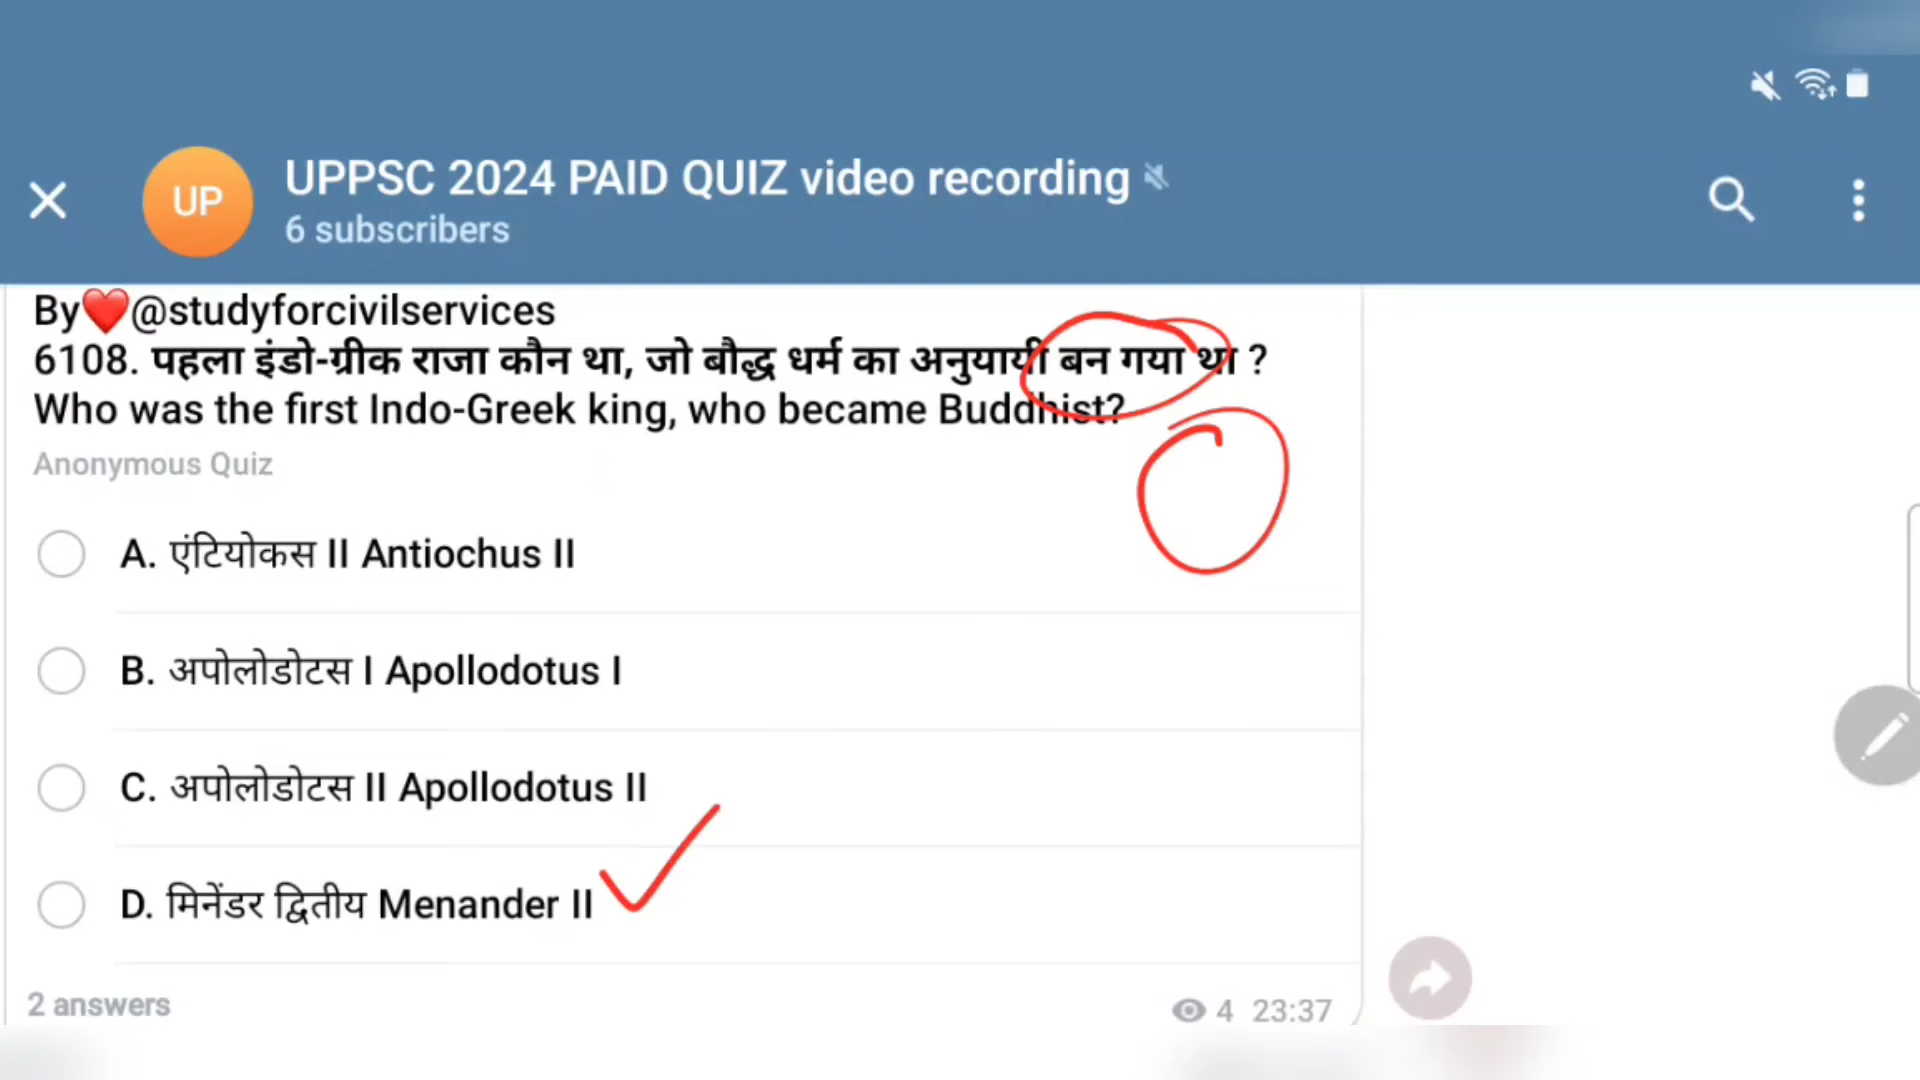 UP
UPPSC 2024 PAID QUIZ video recording
6 subscribers
By❤️@studyforcivilservices
6108. पहला इंडो-ग्रीक राजा कौन था, जो बौद्ध धर्म का अनुयायी बन गया था ?
Who was the first Indo-Greek king, who became Buddhist?
Anonymous Quiz
A. एंटियोकस II Antiochus II
B. अपोलोडोटस I Apollodotus I
C. अपोलोडोटस II Apollodotus II
D. मिनेंडर द्वितीय Menander II
2 answers
4 23:37